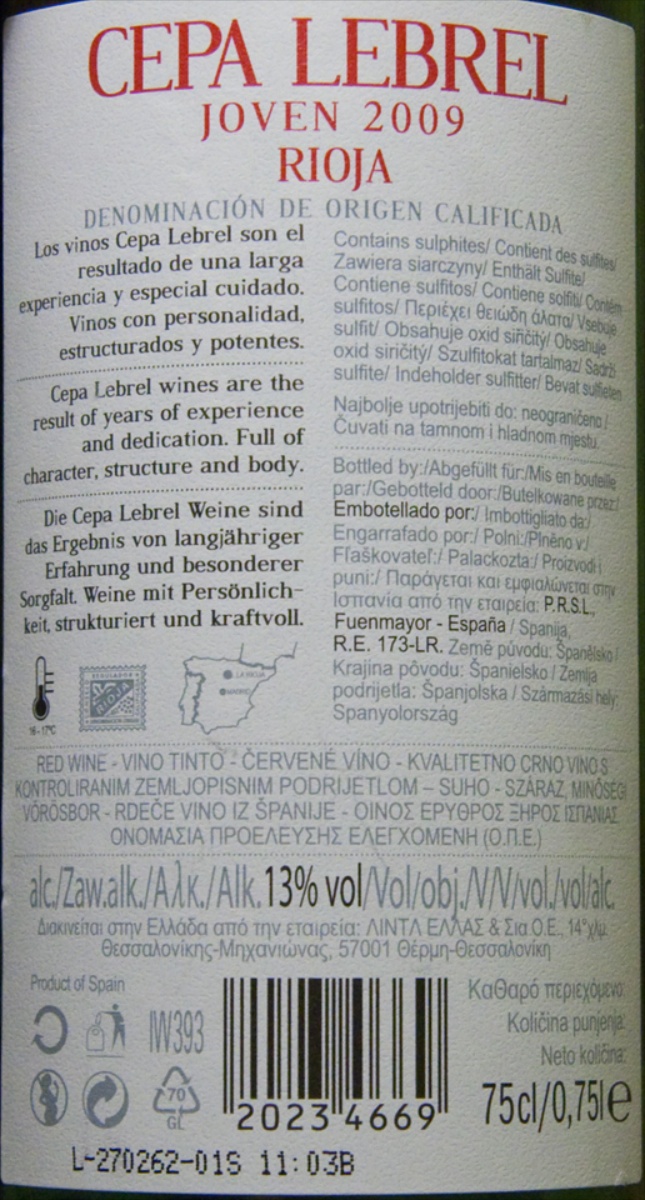 CEPA LEBREL
JOVEN 2009
RIOJA
DENOMINACIÓN DE ORIGEN CALIFICADA
Los vinos Cepa Lebrel son el
resultado de una larga
experiencia y especial cuidado.
Vinos con personalidad,
estructurados y potentes.
Cepa Lebrel wines are the
result of years of experience
and dedication. Full of
character, structure and body.
Die Cepa Lebrel Weine sind
das Ergebnis von langjähriger
Erfahrung und besonderer
Sorgfalt. Weine mit Persönlich-
keit, strukturiert und kraftvoll.
Contains sulphites/ Contient des sulfites/
Zawiera siarczyny/ Enthält Sulfite/
Contiene sulfitos/ Contiene solfiti/ Contém
sulfitos/ Περιέχει θειώδη άλατα/ Vsebuje
sulfit/ Obsahuje oxid siřičitý/ Obsahuje
oxid siričitý/ Szulfitokat tartalmaz/ Sadrži
sulfite/ Indeholder sulfitter/ Bevat sulfieten
Najbolje upotrijebiti do: neograničeno /
Čuvati na tamnom i hladnom mjestu.
Bottled by:/Abgefüllt für:/Mis en bouteille
par:/Gebotteld door:/Butelkowane przez:/
Embotellado por:/ Imbottigliato da:/
Engarrafado por:/ Polni:/Plněno v:/
Fľaškovateľ:/ Palackozta:/ Proizvodi i
puni:/ Παράγεται και εμφιαλώνεται στην
Ισπανία από την εταιρεία: P.R.S.L.,
Fuenmayor - España / Spanija,
R.E. 173-LR. Země původu: Španělsko /
Krajina pôvodu: Španielsko / Zemlja
podrijetla: Španjolska / Származási hely:
Spanyolország
RIOJA
LA RIOJA
MADRID
16-17ºC
RED WINE - VINO TINTO - ČERVENÉ VÍNO - KVALITETNO CRNO VINO S
KONTROLIRANIM ZEMLJOPISNIM PODRIJETLOM – SUHO - SZÁRAZ, MINŐSÉGI
VÖRÖSBOR - RDEČE VINO IZ ŠPANIJE - ΟΙΝΟΣ ΕΡΥΘΡΟΣ ΞΗΡΟΣ ΙΣΠΑΝΙΑΣ
ΟΝΟΜΑΣΙΑ ΠΡΟΕΛΕΥΣΗΣ ΕΛΕΓΧΟΜΕΝΗ (Ο.Π.Ε.)
alc./Zaw.alk./Αλκ./Alk.13% vol/Vol/obj./V/V/vol./vol/alc.
Διακινείται στην Ελλάδα από την εταιρεία: ΛΙΝΤΛ ΕΛΛΑΣ & Σια Ο.Ε., 14°χλμ.
Θεσσαλονίκης-Μηχανιώνας, 57001 Θέρμη-Θεσσαλονίκη
Product of Spain
IW393
70
GL
20234669
Καθαρό περιεχόμενο:
Količina punjenja:
Neto količina:
75cl/0,75l e
L-270262-01S 11:03B